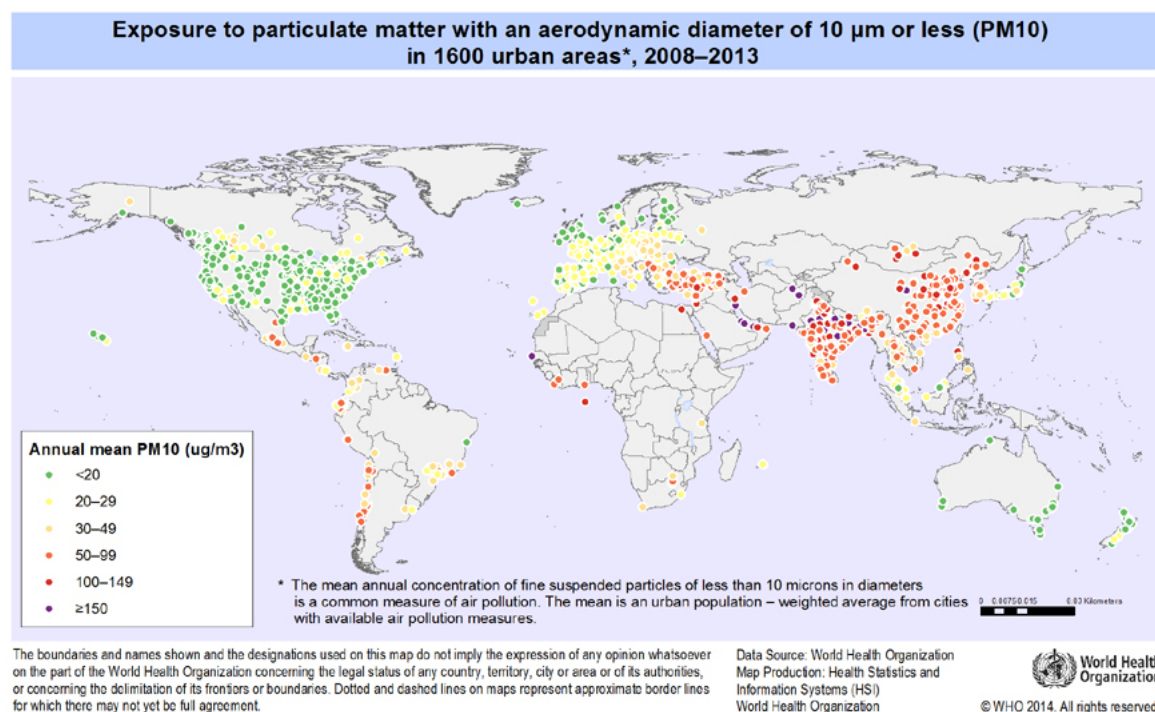 Exposure to particulate matter with an aerodynamic diameter of 10 µm or less (PM10)
in 1600 urban areas*, 2008–2013
Annual mean PM10 (ug/m3)
<20
20–29
30–49
50–99
100–149
≥150
* The mean annual concentration of fine suspended particles of less than 10 microns in diameters
is a common measure of air pollution. The mean is an urban population – weighted average from cities
with available air pollution measures.
0 0.00750.015 0.03 Kilometers
The boundaries and names shown and the designations used on this map do not imply the expression of any opinion whatsoever
on the part of the World Health Organization concerning the legal status of any country, territory, city or area or of its authorities,
or concerning the delimitation of its frontiers or boundaries. Dotted and dashed lines on maps represent approximate border lines
for which there may not yet be full agreement.
Data Source: World Health Organization
Map Production: Health Statistics and
Information Systems (HSI)
World Health Organization
World Health
Organization
© WHO 2014. All rights reserved